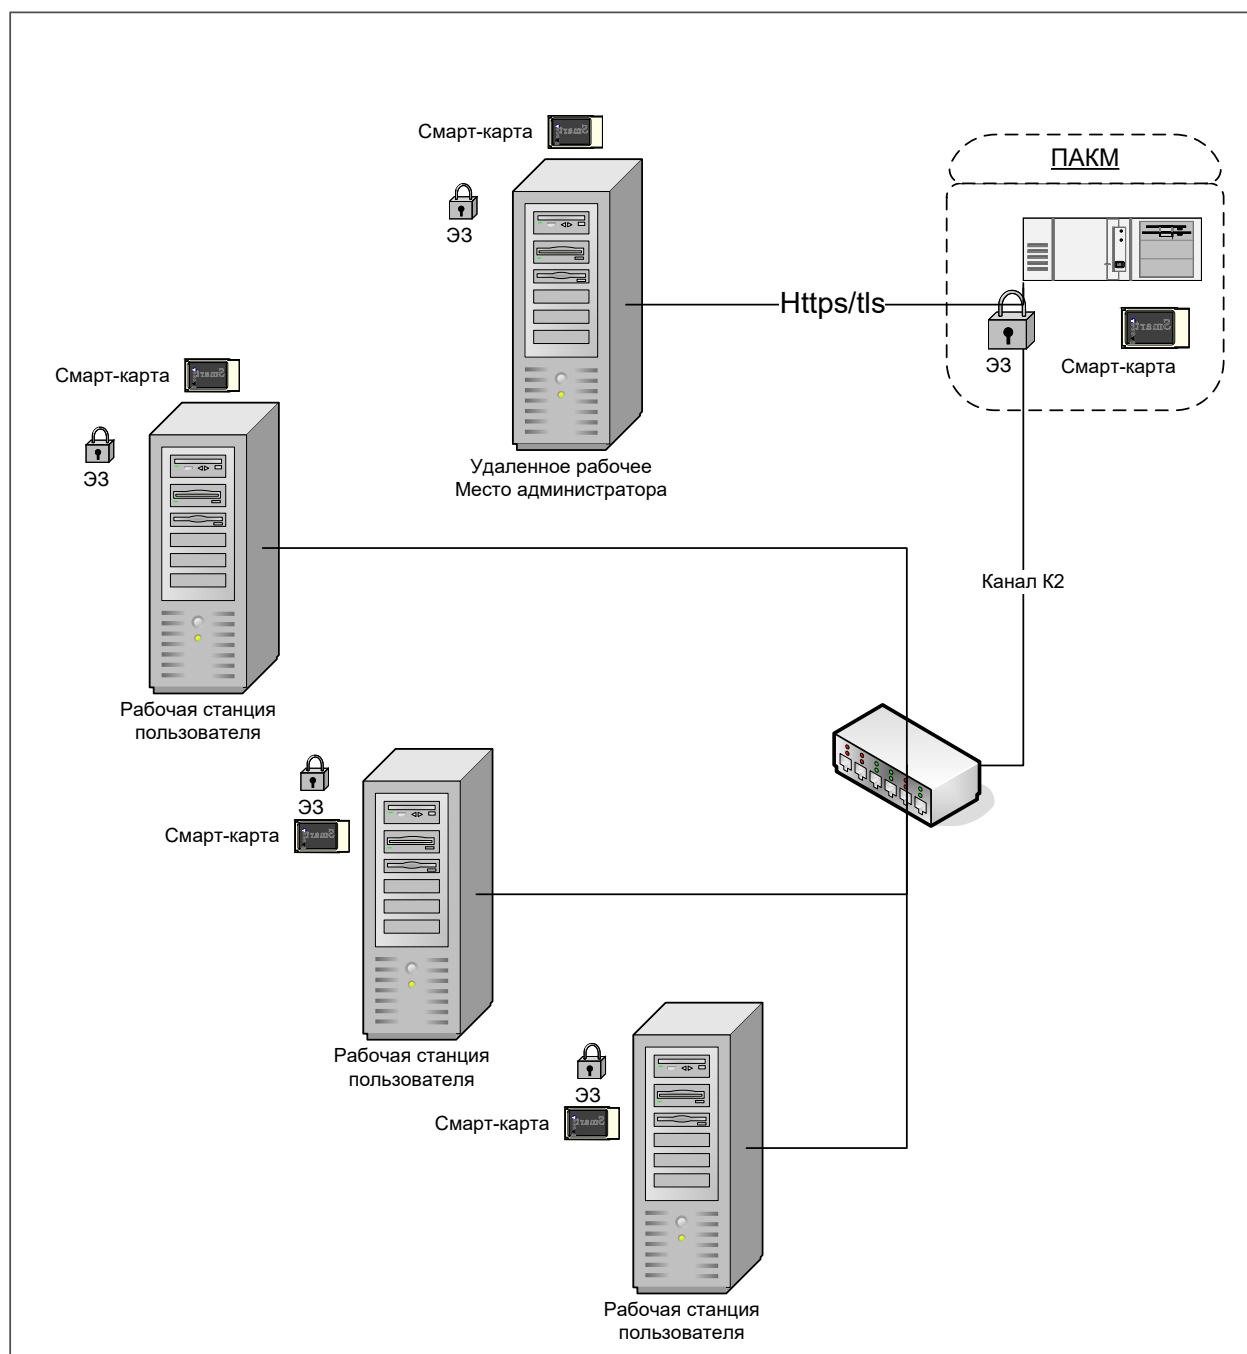 Смарт-карта
ЭЗ
ПАКМ
Https/tls
ЭЗ
Смарт-карта
Удаленное рабочее
Место администратора
Смарт-карта
ЭЗ
Канал К2
Рабочая станция
пользователя
ЭЗ
Смарт-карта
Рабочая станция
пользователя
ЭЗ
Смарт-карта
Рабочая станция
пользователя